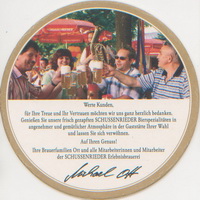 Werte Kunden,
für Ihre Treue und Ihr Vertrauen möchten wir uns ganz herzlich bedanken.
Genießen Sie unsere frisch gezapften SCHUSSENRIEDER Bierspezialitäten in
angenehmer und gemütlicher Atmosphäre in der Gaststätte Ihrer Wahl
und lassen Sie sich verwöhnen.
Auf Ihren Genuss!
Ihre Brauerfamilien Ott und alle Mitarbeiterinnen und Mitarbeiter
der SCHUSSENRIEDER Erlebnisbrauerei
Michael Ott